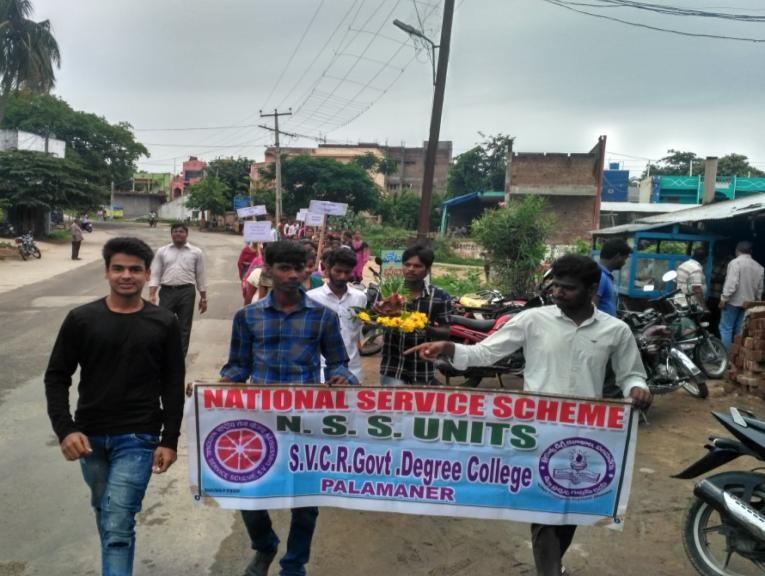 NATIONAL SERVICE SCHEME
N. S. S. UNITS
S.V.C.R.Govt .Degree College
PALAMANER